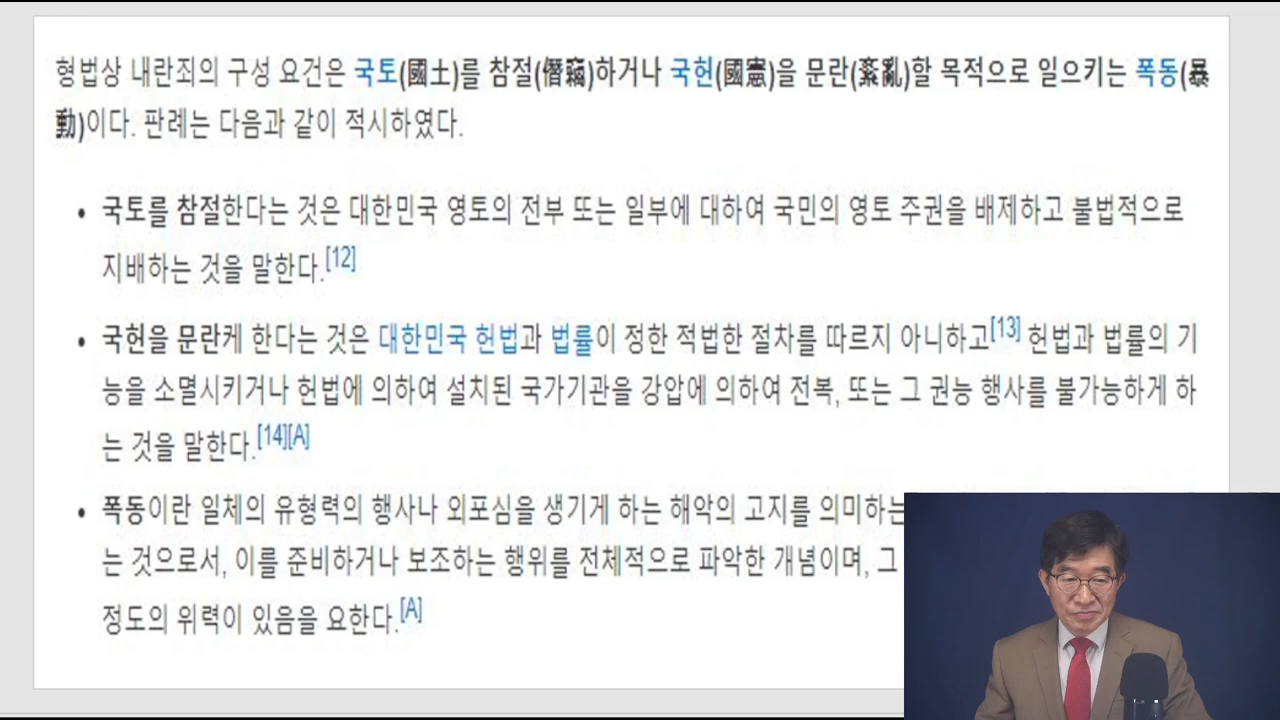 형법상 내란죄의 구성 요건은 국토(國土)를 참절(僭竊)하거나 국헌(國憲)을 문란(紊亂)할 목적으로 일으키는 폭동(暴
動)이다. 판례는 다음과 같이 적시하였다.
• 국토를 참절한다는 것은 대한민국 영토의 전부 또는 일부에 대하여 국민의 영토 주권을 배제하고 불법적으로
지배하는 것을 말한다.[12]
• 국헌을 문란케 한다는 것은 대한민국 헌법과 법률이 정한 적법한 절차를 따르지 아니하고[13] 헌법과 법률의 기
능을 소멸시키거나 헌법에 의하여 설치된 국가기관을 강압에 의하여 전복, 또는 그 권능 행사를 불가능하게 하
는 것을 말한다.[14][A]
• 폭동이란 일체의 유형력의 행사나 외포심을 생기게 하는 해악의 고지를 의미하는
는 것으로서, 이를 준비하거나 보조하는 행위를 전체적으로 파악한 개념이며, 그
정도의 위력이 있음을 요한다.[A]